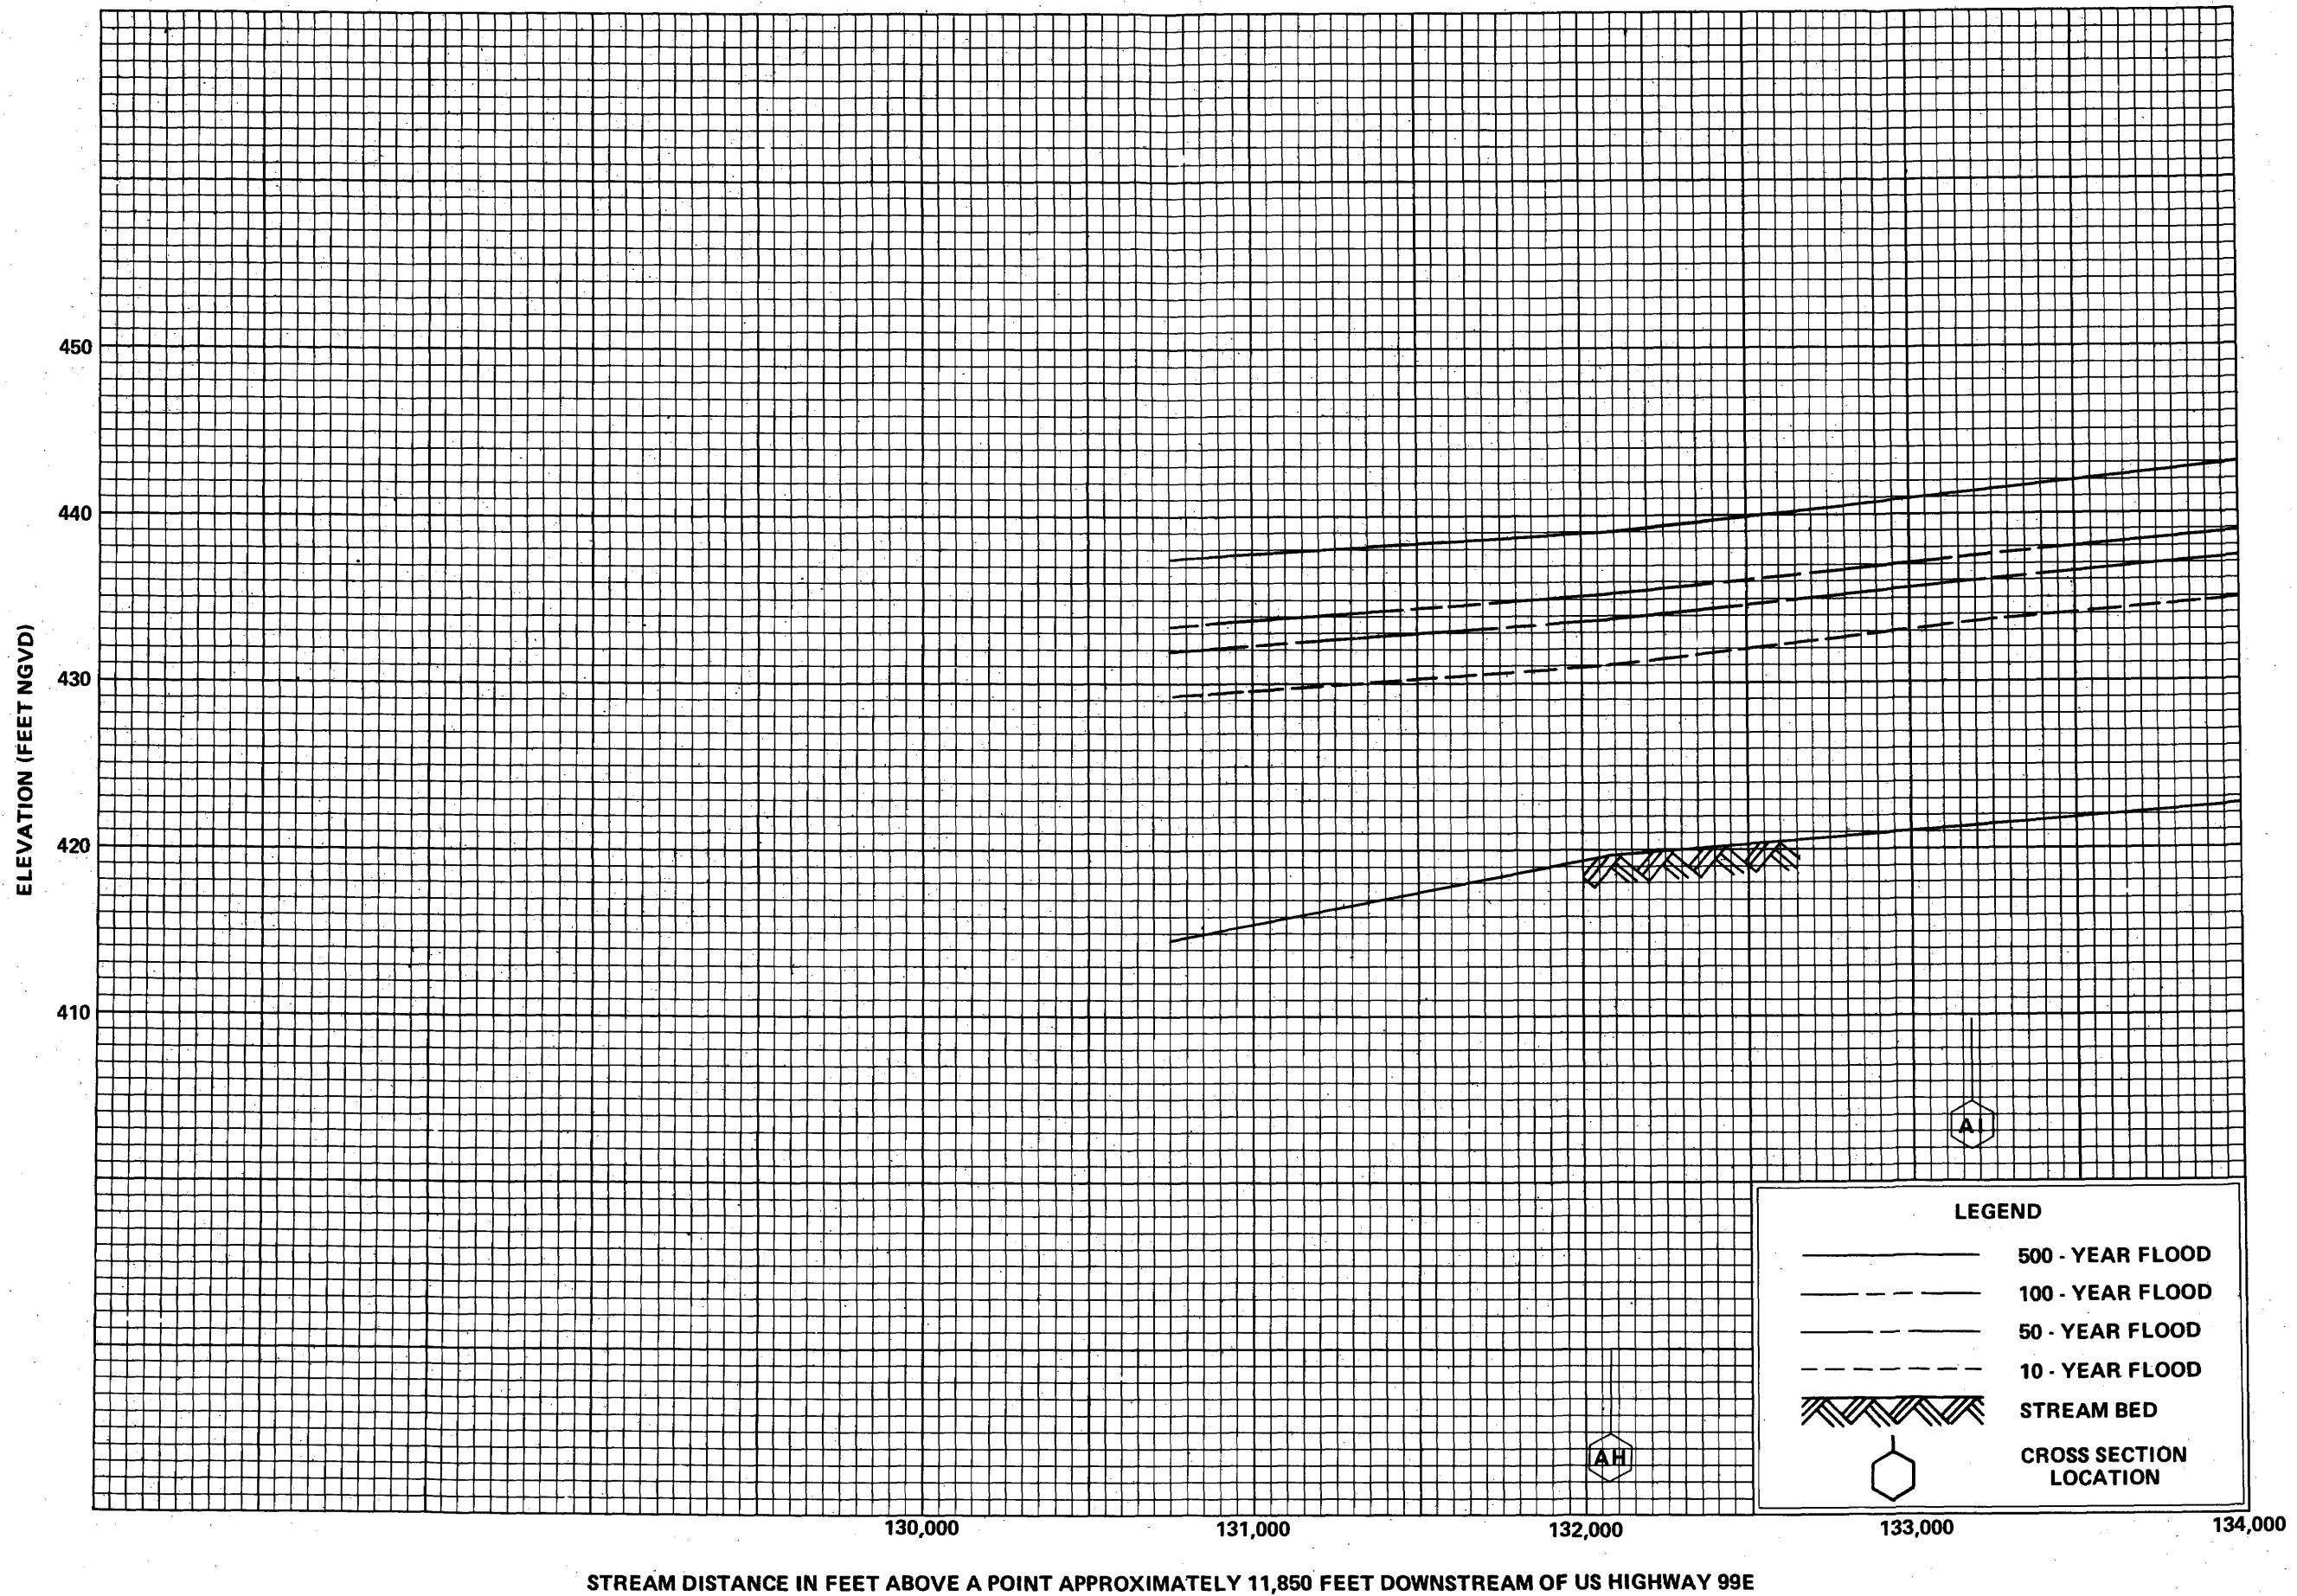 450
440
430
420
410
ELEVATION (FEET NGVD)
AI
AH
LEGEND
500 - YEAR FLOOD
100 - YEAR FLOOD
50 - YEAR FLOOD
10 - YEAR FLOOD
STREAM BED
CROSS SECTION
LOCATION
130,000
131,000
132,000
133,000
134,000
STREAM DISTANCE IN FEET ABOVE A POINT APPROXIMATELY 11,850 FEET DOWNSTREAM OF US HIGHWAY 99E